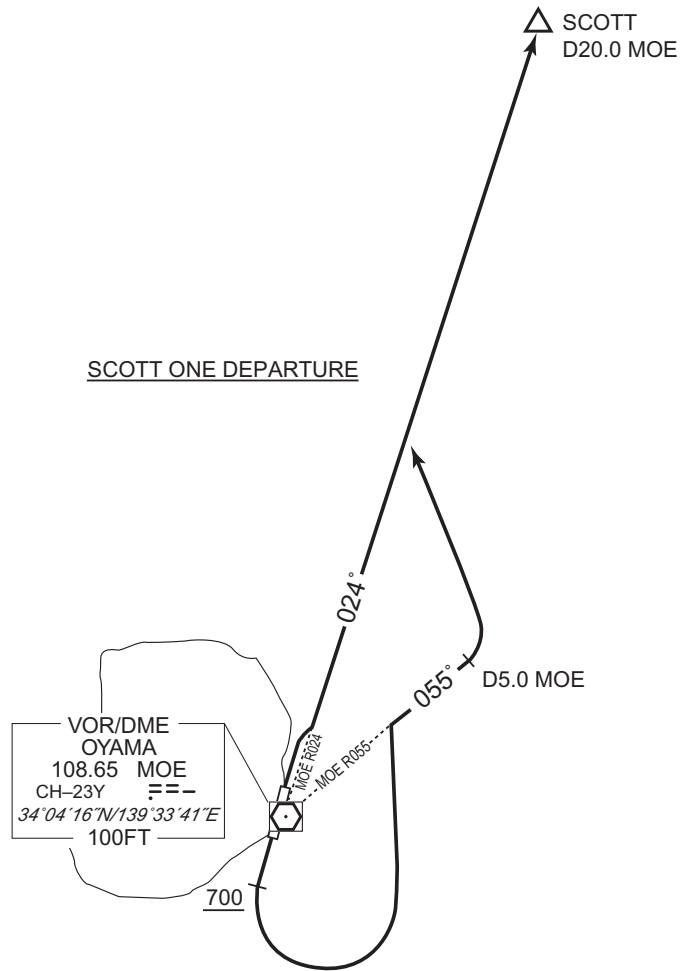 SCOTT
D20.0 MOE
SCOTT ONE DEPARTURE
024°
055°
D5.0 MOE
MOE R024
MOE R055
VOR/DME
OYAMA
108.65 MOE
CH–23Y
34°04′16″N/139°33′41″E
100FT
700